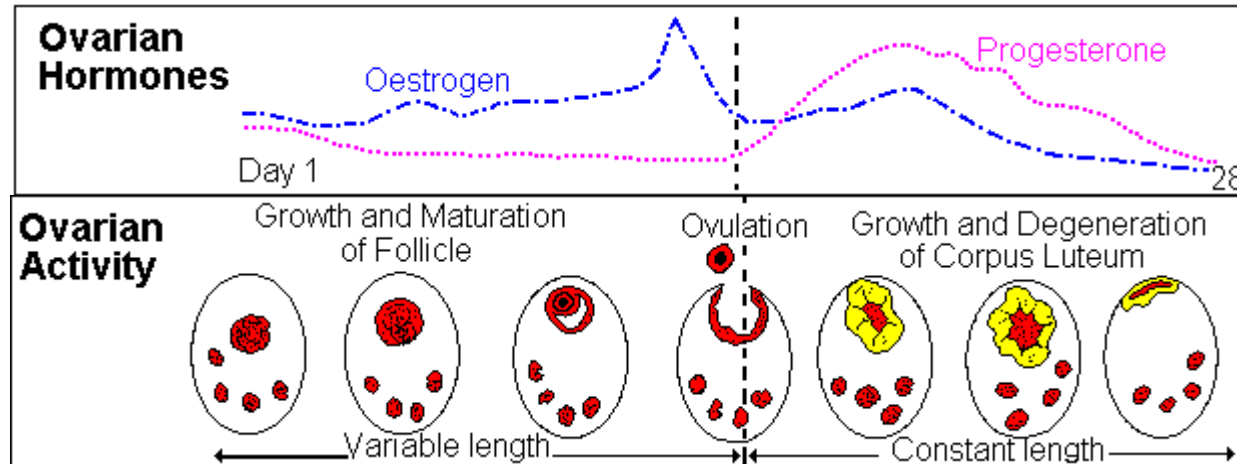 Ovarian
Hormones
Oestrogen
Progesterone
Day 1
28
Ovarian
Activity
Growth and Maturation
of Follicle
Ovulation
Growth and Degeneration
of Corpus Luteum
Variable length
Constant length